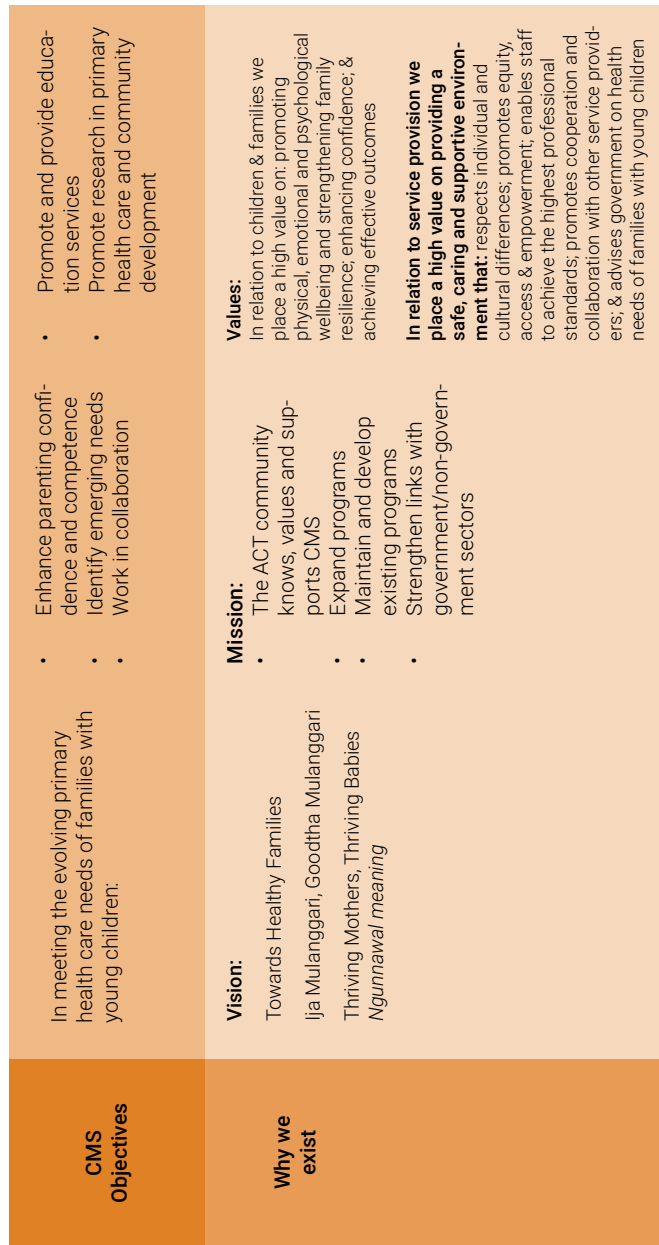 CMS
Objectives
In meeting the evolving primary
health care needs of families with
young children:
• Enhance parenting confi-
dence and competence
• Identify emerging needs
• Work in collaboration
• Promote and provide educa-
tion services
• Promote research in primary
health care and community
development
Why we
exist
Vision:
Towards Healthy Families
Ija Mulanggari, Goodtha Mulanggari
Thriving Mothers, Thriving Babies
Ngunnawal meaning
Mission:
• The ACT community
knows, values and sup-
ports CMS
• Expand programs
• Maintain and develop
existing programs
• Strengthen links with
government/non-govern-
ment sectors
Values:
In relation to children & families we
place a high value on: promoting
physical, emotional and psychological
wellbeing and strengthening family
resilience; enhancing confidence; &
achieving effective outcomes
In relation to service provision we
place a high value on providing a
safe, caring and supportive environ-
ment that: respects individual and
cultural differences; promotes equity,
access & empowerment; enables staff
to achieve the highest professional
standards; promotes cooperation and
collaboration with other service provid-
ers; & advises government on health
needs of families with young children